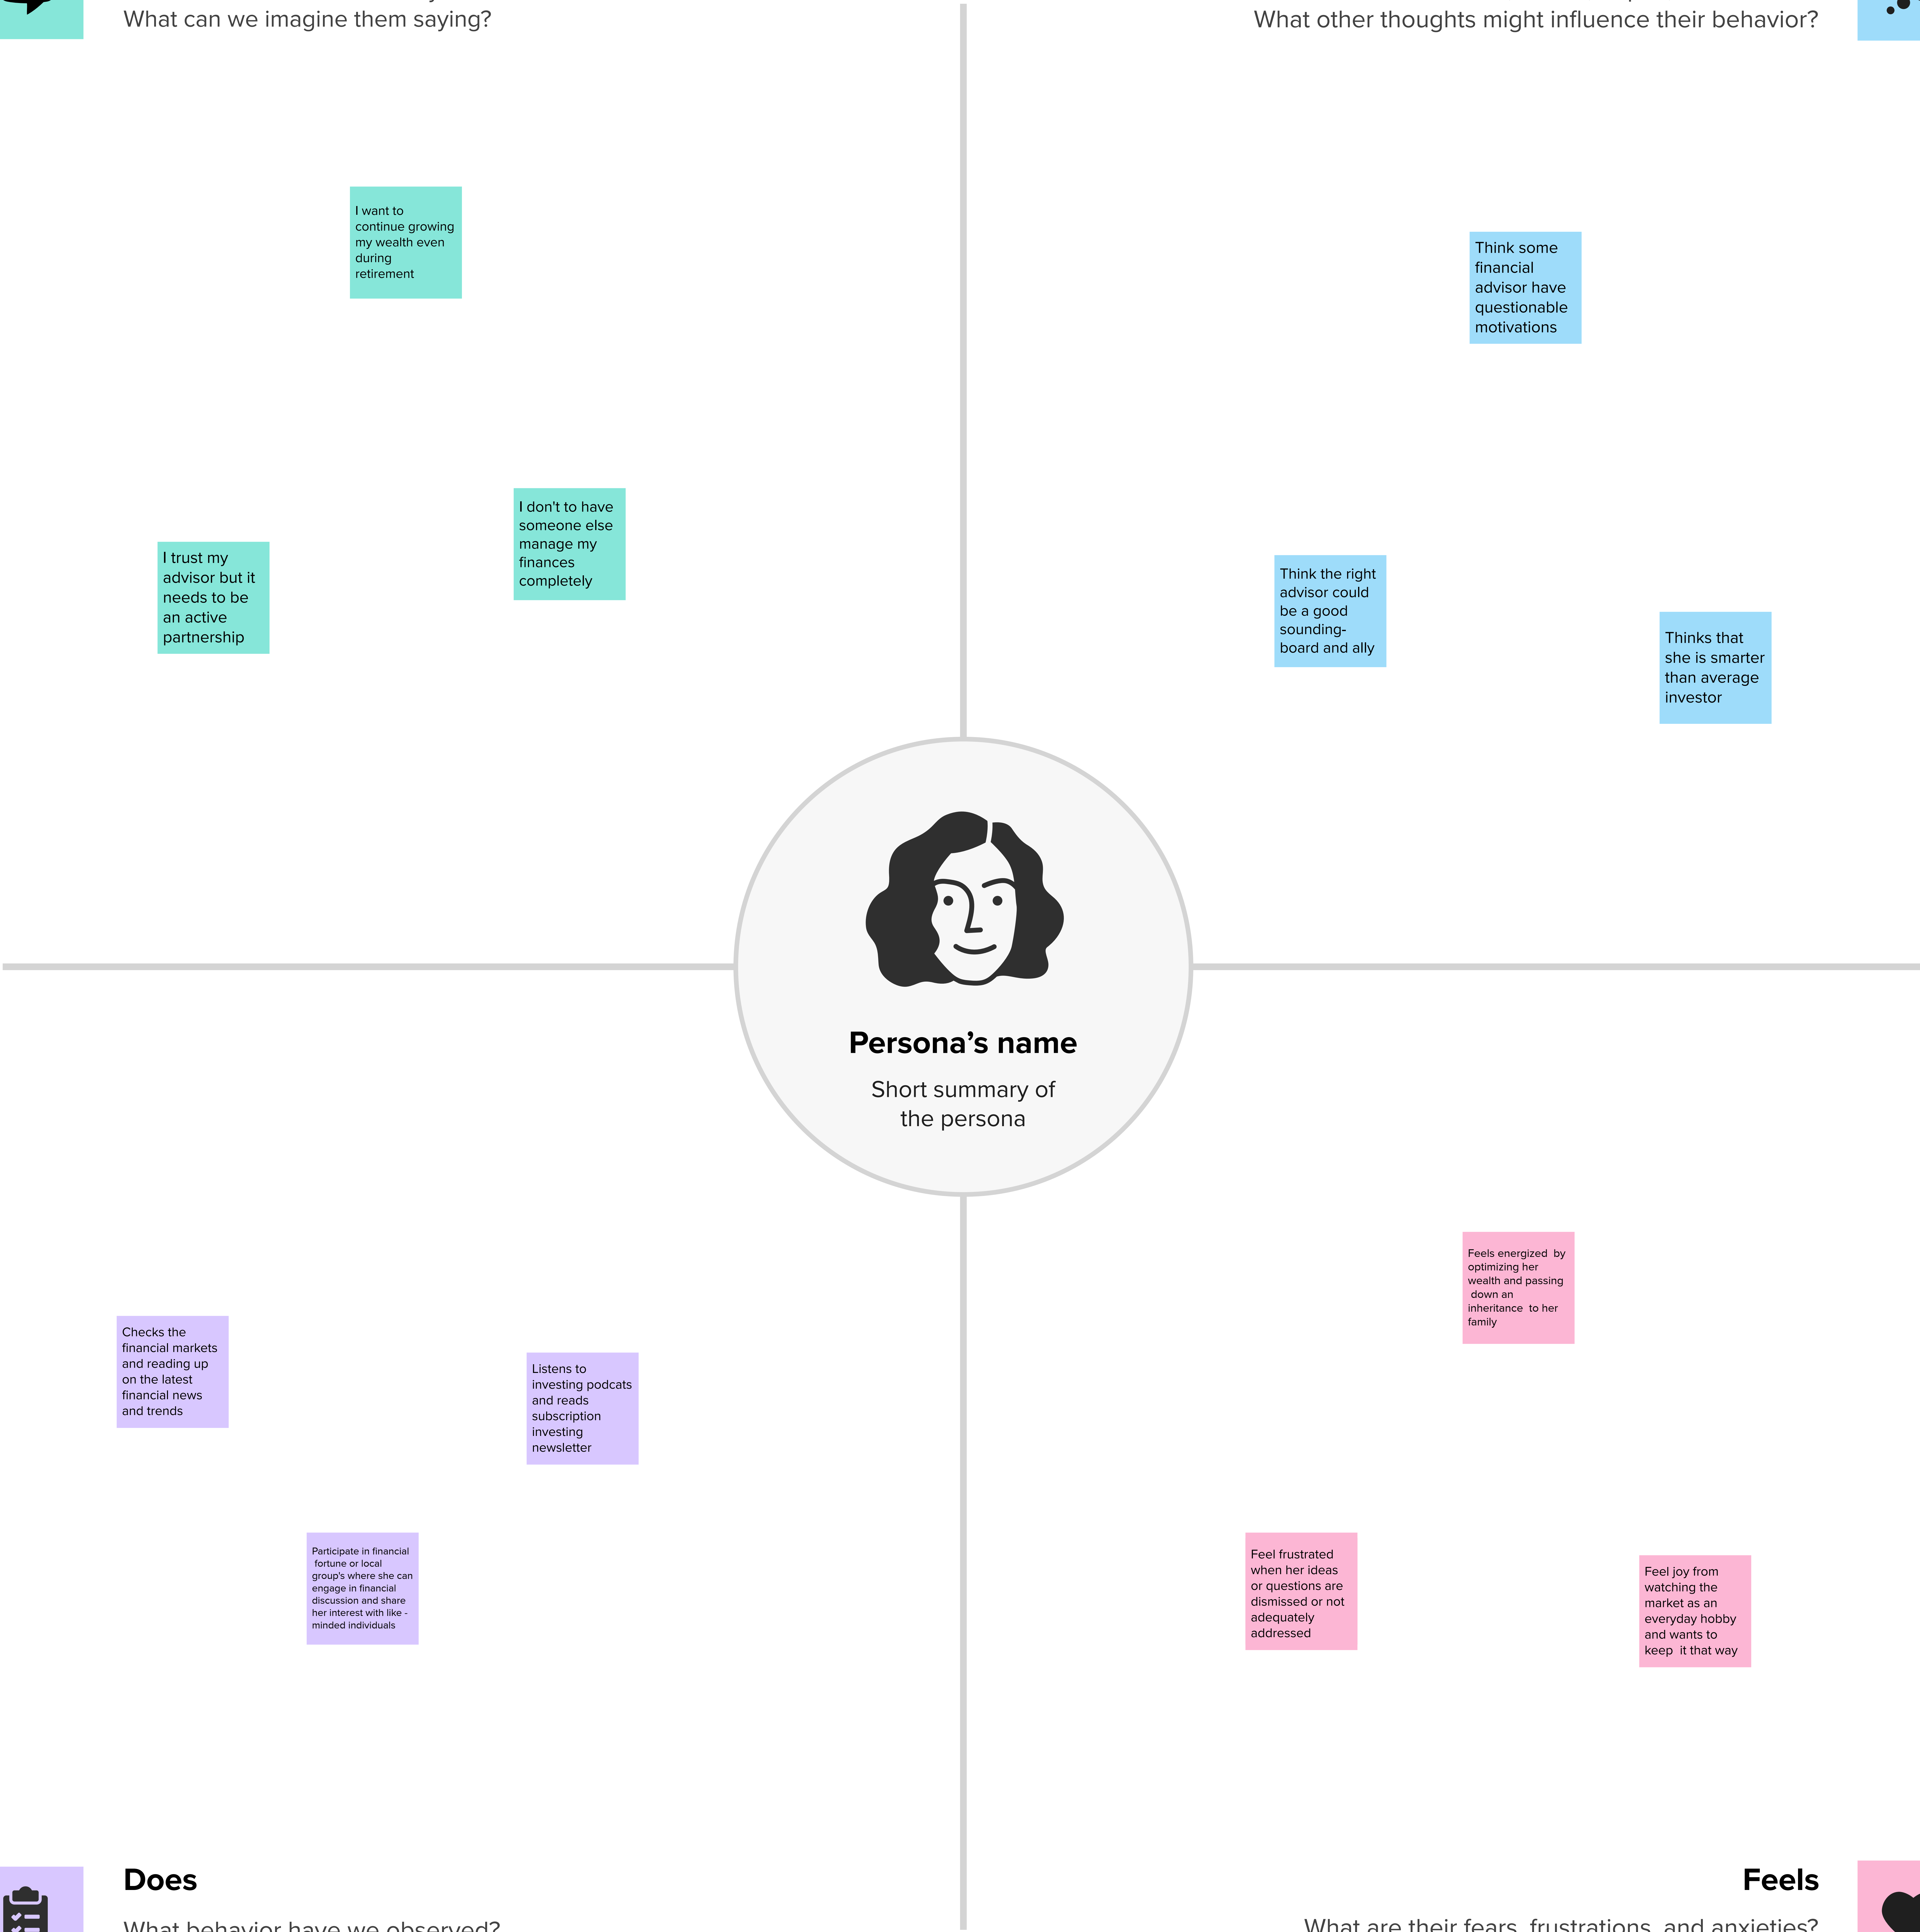 What can we imagine them saying?
What other thoughts might influence their behavior?
I want to
continue growing
my wealth even
during
retirement
Think some
financial
advisor have
questionable
motivations
I don't to have
someone else
manage my
finances
completely
I trust my
advisor but it
needs to be
an active
partnership
Think the right
advisor could
be a good
sounding-
board and ally
Thinks that
she is smarter
than average
investor
Persona's name
Short summary of
the persona
Feels energized  by
optimizing her
wealth and passing
down an
inheritance  to her
family
Checks the
financial markets
and reading up
on the latest
financial news
and trends
Listens to
investing podcats
and reads
subscription
investing
newsletter
Participate in financial
fortune or local
group's where she can
engage in financial
discussion and share
her interest with like -
minded individuals
Feel frustrated
when her ideas
or questions are
dismissed or not
adequately
addressed
Feel joy from
watching the
market as an
everyday hobby
and wants to
keep  it that way
Does
What behavior have we observed?
Feels
What are their fears, frustrations, and anxieties?